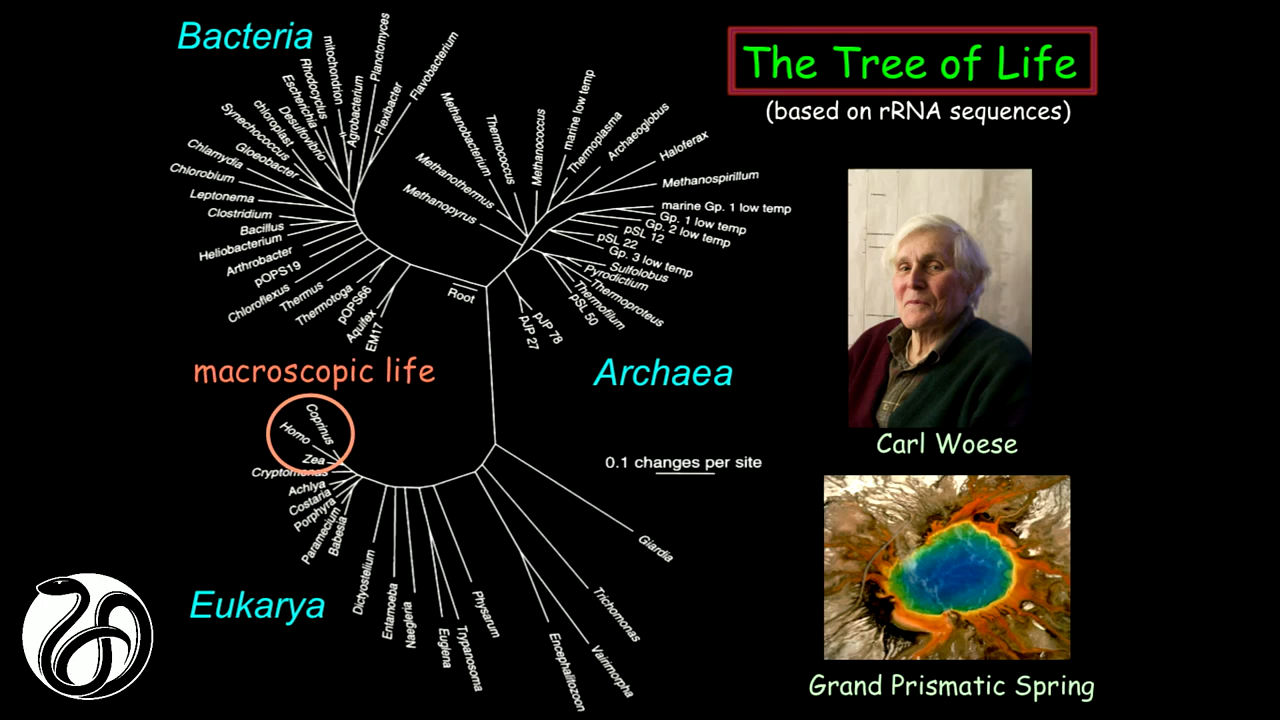 Bacteria
The Tree of Life
(based on rRNA sequences)
Planctomyces
mitochondrion
Rhodocyclus
Escherichia
Desulfovibrio
chloroplast
Synechococcus
Gloeobacter
Chlamydia
Chlorobium
Leptonema
Clostridium
Bacillus
Heliobacterium
Arthrobacter
pOPS19
Chloroflexus
Thermus
Thermotoga
pOPS66
Aquifex
EM17
Agrobacterium
Flexibacter
Flavobacterium
Root
Methanobacterium
Thermococcus
Methanothermus
Methanopyrus
Methanococcus
marine low temp
Thermoplasma
Archaeoglobus
Haloferax
Methanospirillum
marine Gp. 1 low temp
Gp. 1 low temp
Gp. 2 low temp
pSL 12
pSL 22
Gp. 3 low temp
Sulfolobus
Pyrodictium
Thermoproteus
Thermofilum
pSL 50
pJP 78
pJP 27
macroscopic life
Archaea
Coprinus
Homo
Zea
Cryptomonas
Achlya
Costaria
Porphyra
Paramecium
Babesia
Dictyostelium
Entamoeba
Naegleria
Euglena
Trypanosoma
Physarum
Encephalitozoon
Vairimorpha
Trichomonas
Giardia
0.1 changes per site
Eukarya
Carl Woese
Grand Prismatic Spring